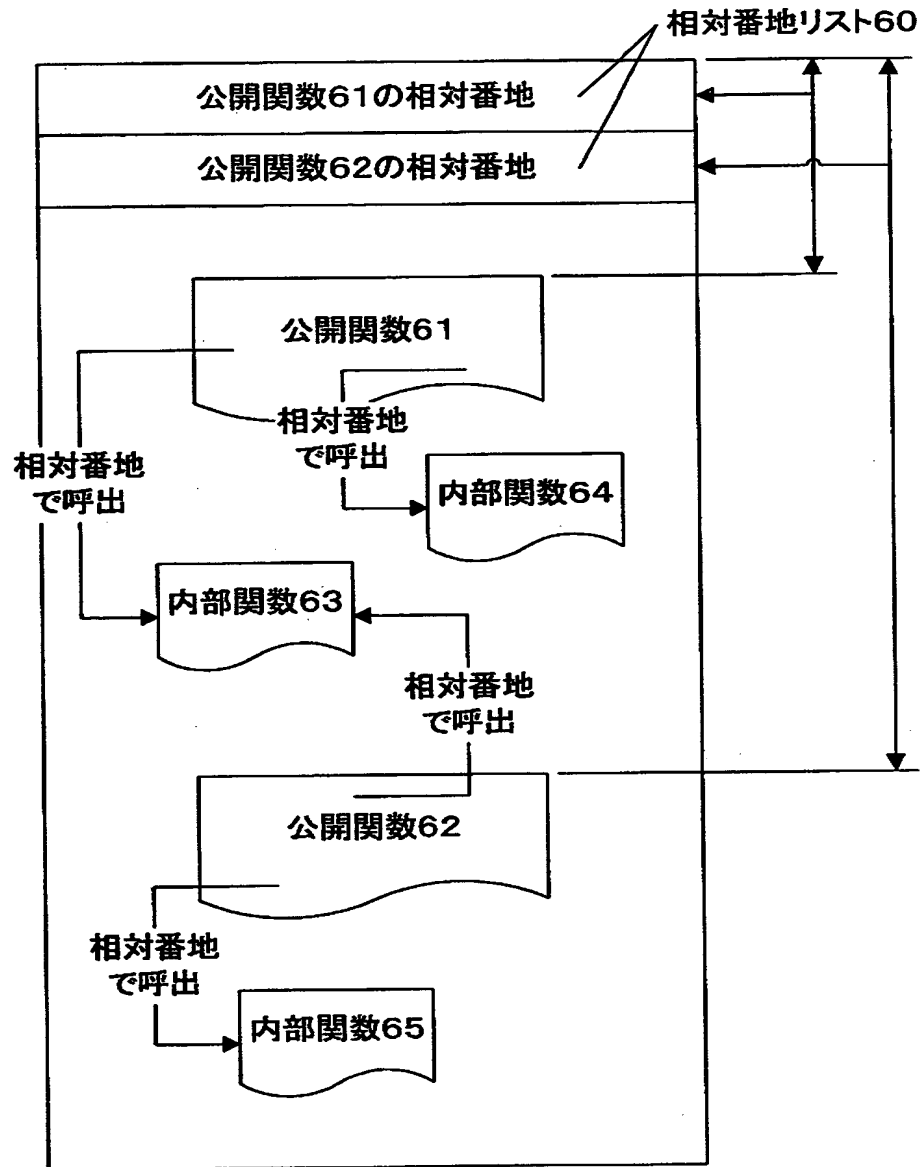 相対番地リスト60
公開関数61の相対番地
公開関数62の相対番地
公開関数61
相対番地
で呼出
相対番地
で呼出
内部関数64
内部関数63
相対番地
で呼出
公開関数62
相対番地
で呼出
内部関数65